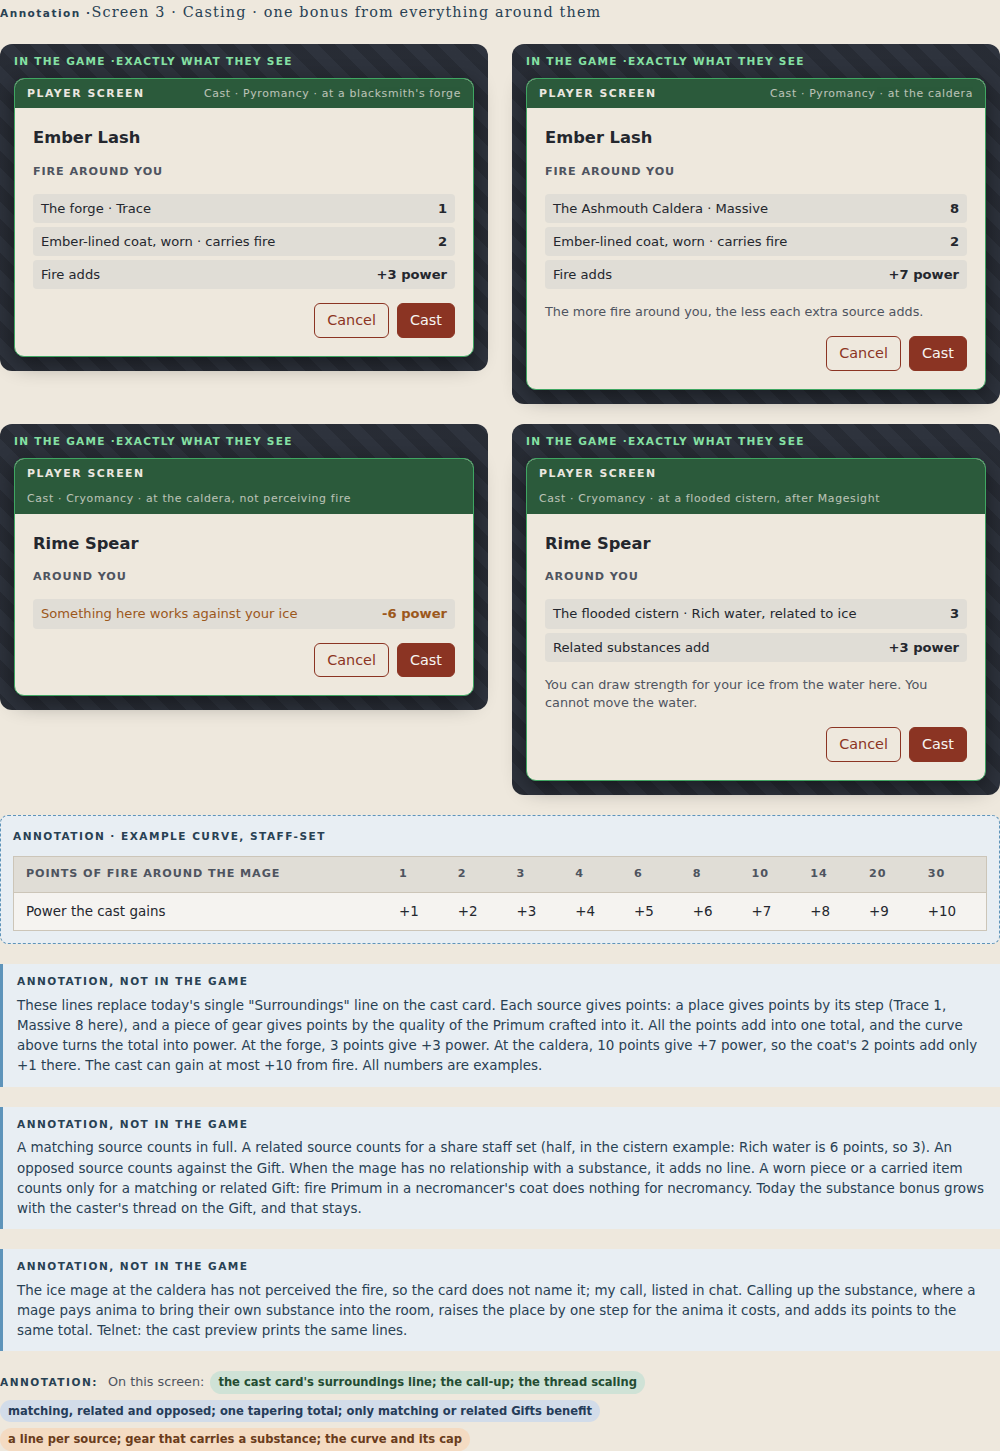 Annotation ·Screen 3 · Casting · one bonus from everything around them
IN THE GAME ·EXACTLY WHAT THEY SEE
PLAYER SCREEN Cast · Pyromancy · at a blacksmith's forge
Ember Lash
FIRE AROUND YOU
The forge · Trace 1
Ember-lined coat, worn · carries fire 2
Fire adds +3 power
Cancel Cast
IN THE GAME ·EXACTLY WHAT THEY SEE
PLAYER SCREEN Cast · Pyromancy · at the caldera
Ember Lash
FIRE AROUND YOU
The Ashmouth Caldera · Massive 8
Ember-lined coat, worn · carries fire 2
Fire adds +7 power
The more fire around you, the less each extra source adds.
Cancel Cast
IN THE GAME ·EXACTLY WHAT THEY SEE
PLAYER SCREEN
Cast · Cryomancy · at the caldera, not perceiving fire
Rime Spear
AROUND YOU
Something here works against your ice -6 power
Cancel Cast
IN THE GAME ·EXACTLY WHAT THEY SEE
PLAYER SCREEN
Cast · Cryomancy · at a flooded cistern, after Magesight
Rime Spear
AROUND YOU
The flooded cistern · Rich water, related to ice 3
Related substances add +3 power
You can draw strength for your ice from the water here. You
cannot move the water.
Cancel Cast
ANNOTATION · EXAMPLE CURVE, STAFF-SET
POINTS OF FIRE AROUND THE MAGE 1 2 3 4 6 8 10 14 20 30
Power the cast gains +1 +2 +3 +4 +5 +6 +7 +8 +9 +10
ANNOTATION, NOT IN THE GAME
These lines replace today's single "Surroundings" line on the cast card. Each source gives points: a place gives points by its step (Trace 1,
Massive 8 here), and a piece of gear gives points by the quality of the Primum crafted into it. All the points add into one total, and the curve
above turns the total into power. At the forge, 3 points give +3 power. At the caldera, 10 points give +7 power, so the coat's 2 points add only
+1 there. The cast can gain at most +10 from fire. All numbers are examples.
ANNOTATION, NOT IN THE GAME
A matching source counts in full. A related source counts for a share staff set (half, in the cistern example: Rich water is 6 points, so 3). An
opposed source counts against the Gift. When the mage has no relationship with a substance, it adds no line. A worn piece or a carried item
counts only for a matching or related Gift: fire Primum in a necromancer's coat does nothing for necromancy. Today the substance bonus grows
with the caster's thread on the Gift, and that stays.
ANNOTATION, NOT IN THE GAME
The ice mage at the caldera has not perceived the fire, so the card does not name it; my call, listed in chat. Calling up the substance, where a
mage pays anima to bring their own substance into the room, raises the place by one step for the anima it costs, and adds its points to the
same total. Telnet: the cast preview prints the same lines.
ANNOTATION: On this screen: the cast card's surroundings line; the call-up; the thread scaling
matching, related and opposed; one tapering total; only matching or related Gifts benefit
a line per source; gear that carries a substance; the curve and its cap